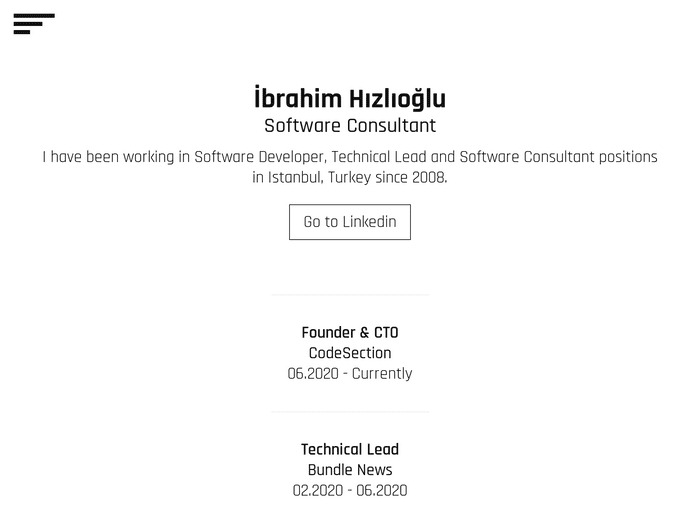 İbrahim Hızlıoğlu
Software Consultant
I have been working in Software Developer, Technical Lead and Software Consultant positions
in Istanbul, Turkey since 2008.
Go to Linkedin
Founder & CTO
CodeSection
06.2020 - Currently
Technical Lead
Bundle News
02.2020 - 06.2020